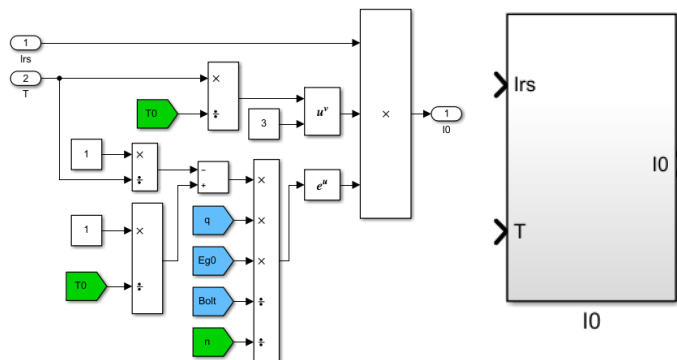 1
Irs
2
T
×
÷
T0
u^v
3
×
1
I0
1
×
÷
−
+
e^u
1
×
÷
T0
×
q
×
Eg0
×
Bolt
÷
n
÷
Irs
T
I0
I0